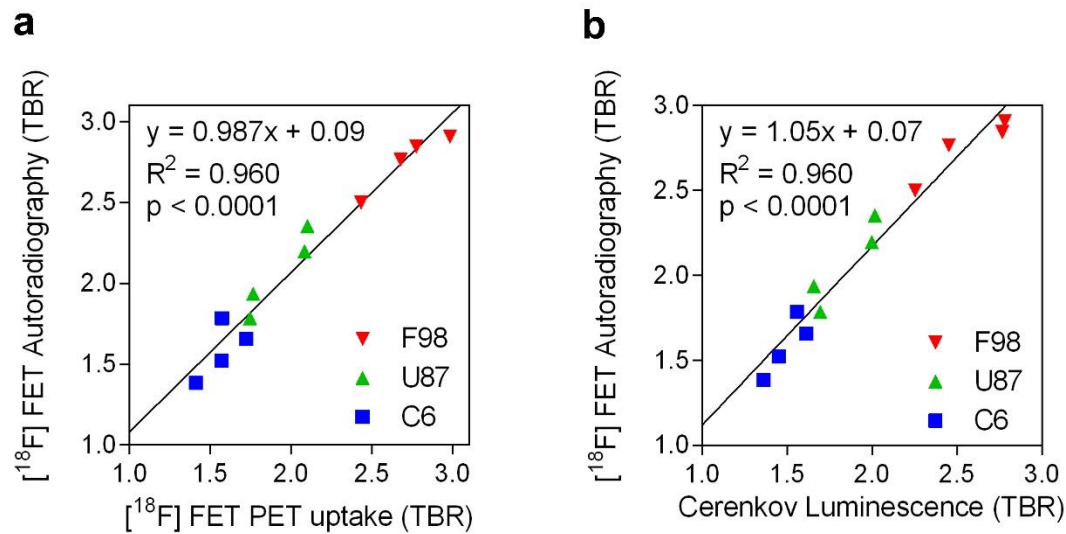 a
[¹⁸F] FET Autoradiography (TBR)
3.0
2.5
2.0
1.5
1.0
y = 0.987x + 0.09
R² = 0.960
p < 0.0001
F98
U87
C6
1.0 1.5 2.0 2.5 3.0
[¹⁸F] FET PET uptake (TBR)
b
[¹⁸F] FET Autoradiography (TBR)
3.0
2.5
2.0
1.5
1.0
y = 1.05x + 0.07
R² = 0.960
p < 0.0001
F98
U87
C6
1.0 1.5 2.0 2.5 3.0
Cerenkov Luminescence (TBR)